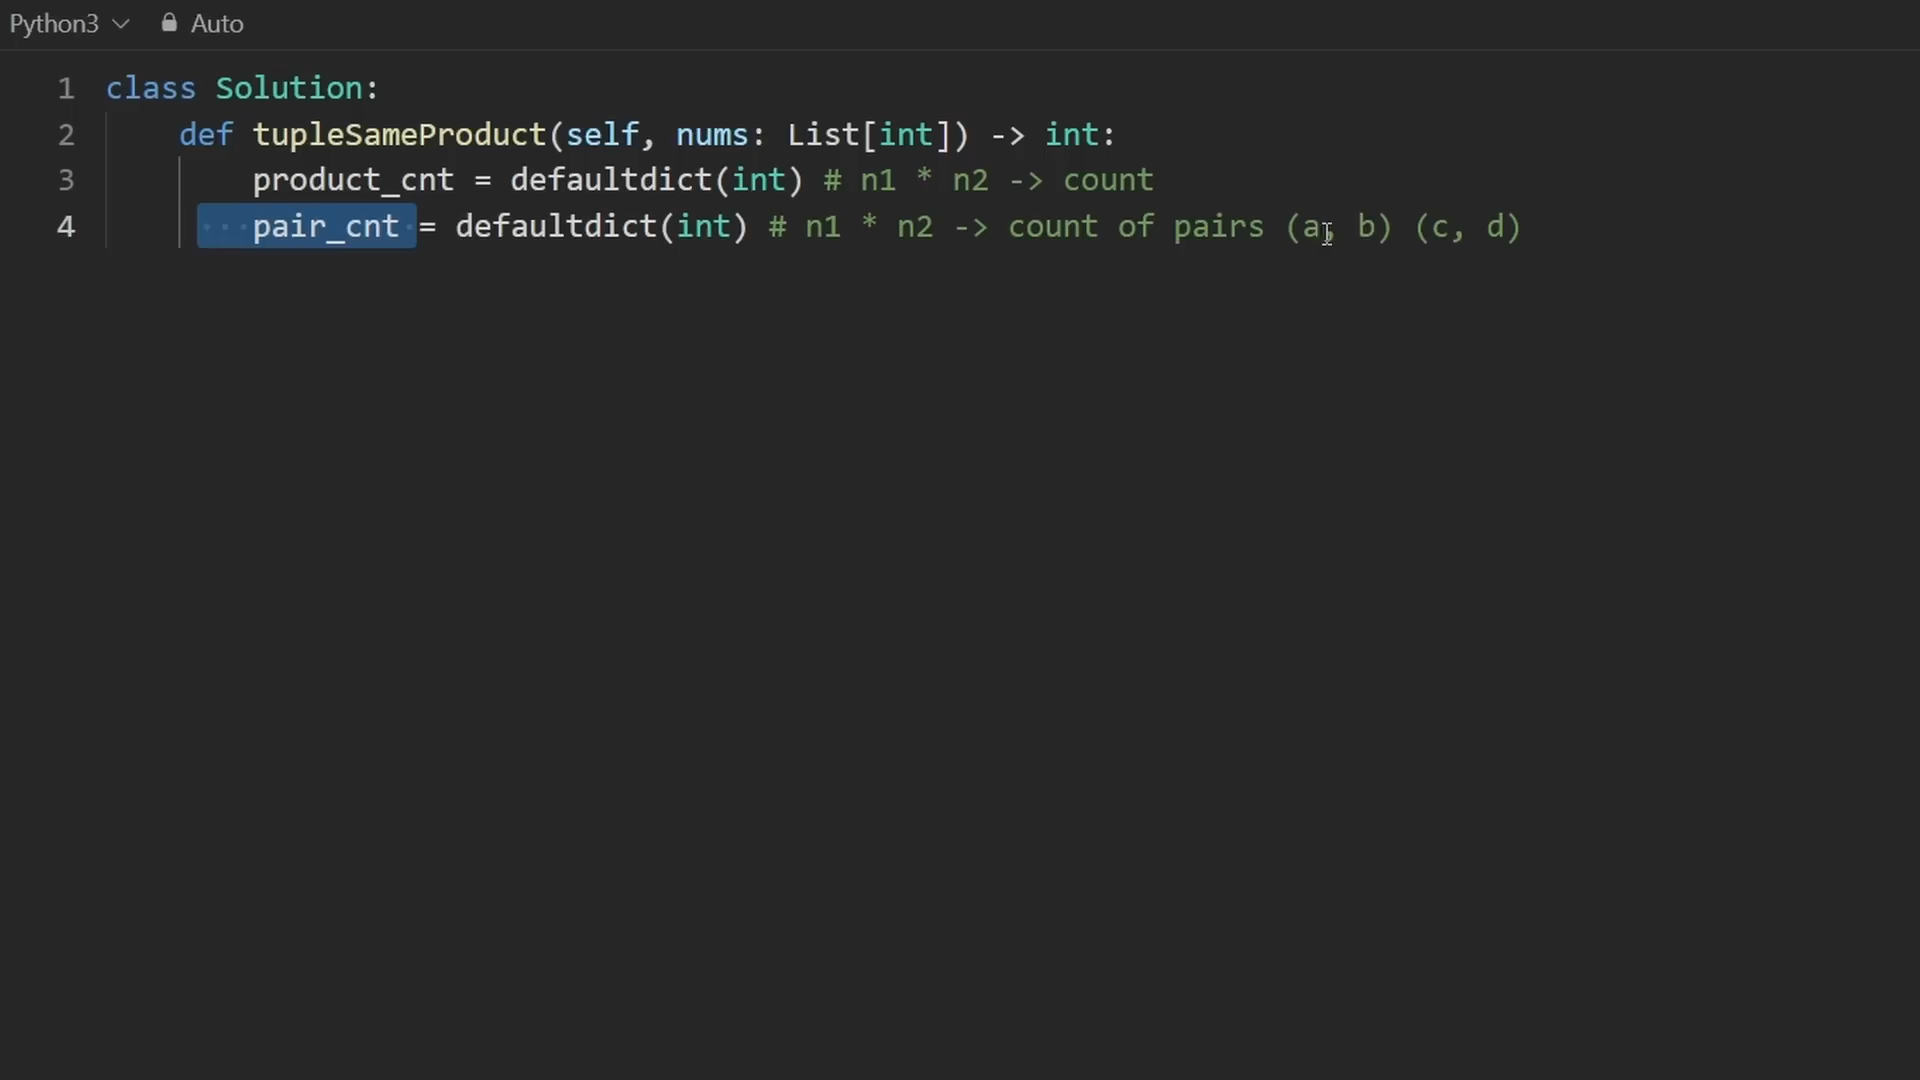 Python3 Auto
1 class Solution:
2 def tupleSameProduct(self, nums: List[int]) -> int:
3 product_cnt = defaultdict(int) # n1 * n2 -> count
4 pair_cnt = defaultdict(int) # n1 * n2 -> count of pairs (a, b) (c, d)